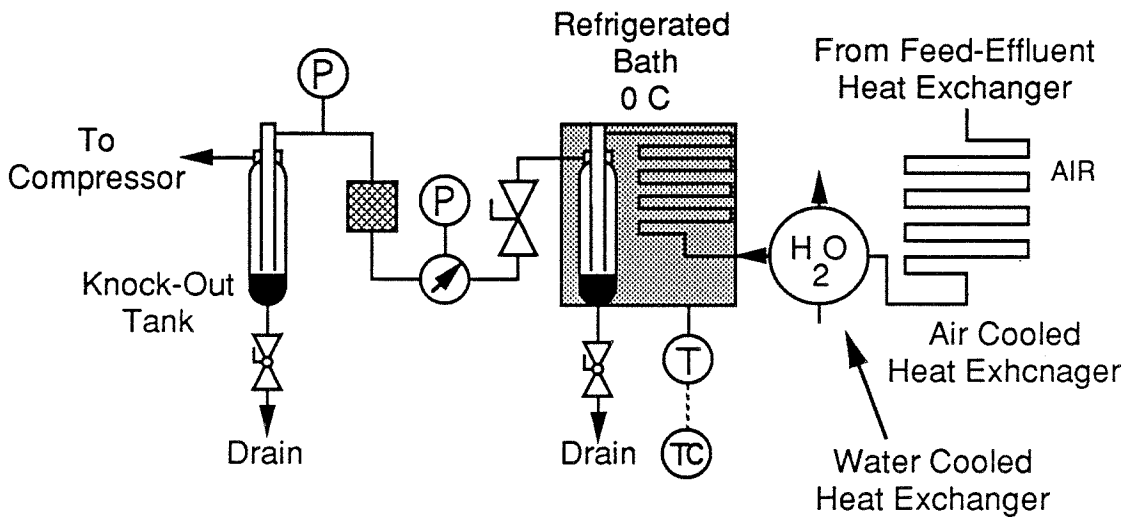 Refrigerated
Bath
0 C
From Feed-Effluent
Heat Exchanger
P
To
Compressor
AIR
P
H2O
Knock-Out
Tank
Air Cooled
Heat Exhcnager
T
Drain
Drain
TC
Water Cooled
Heat Exchanger